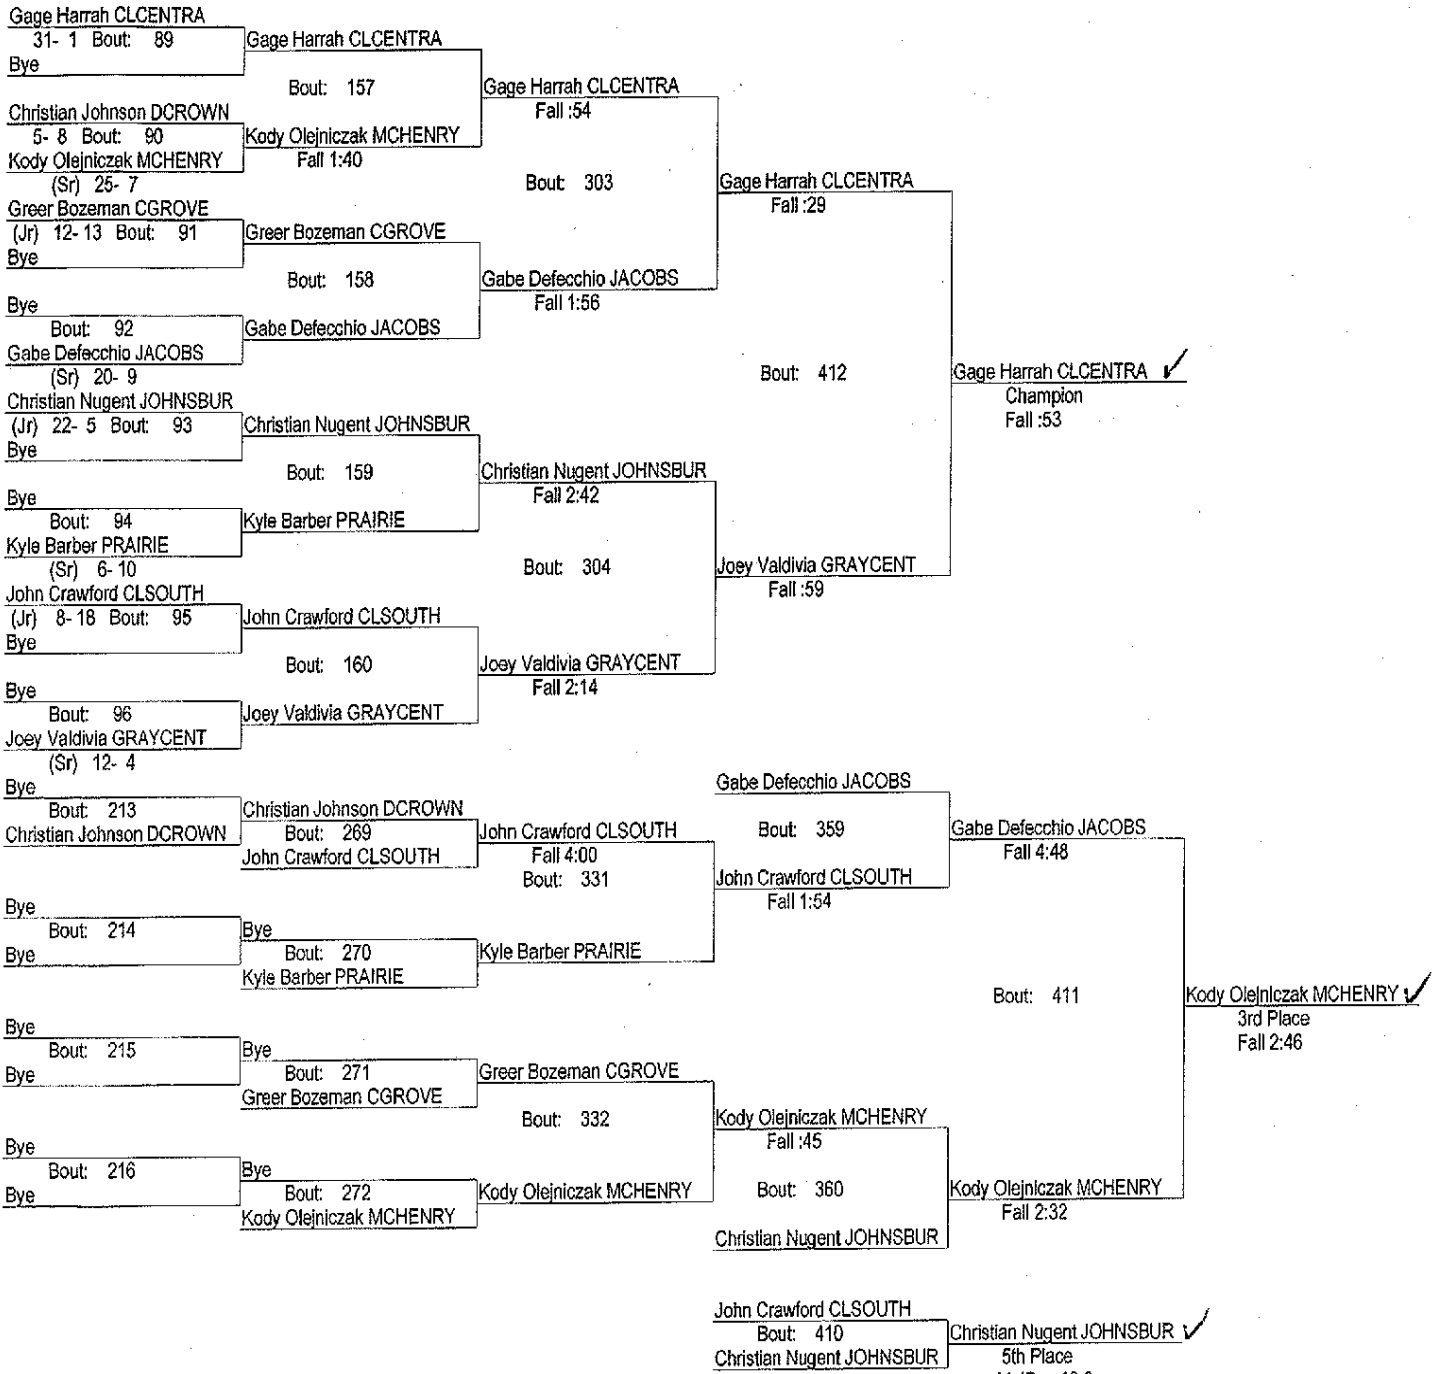 Gage Harrah CLCENTRA
31- 1 Bout: 89
Bye
Gage Harrah CLCENTRA
Bout: 157
Christian Johnson DCROWN
5- 8 Bout: 90
Kody Olejniczak MCHENRY
(Sr) 25- 7
Kody Olejniczak MCHENRY
Fall 1:40
Gage Harrah CLCENTRA
Fall :54
Bout: 303
Greer Bozeman CGROVE
(Jr) 12- 13 Bout: 91
Bye
Greer Bozeman CGROVE
Bout: 158
Bye
Bout: 92
Gabe Defecchio JACOBS
(Sr) 20- 9
Gabe Defecchio JACOBS
Gabe Defecchio JACOBS
Fall 1:56
Gage Harrah CLCENTRA
Fall :29
Bout: 412
Christian Nugent JOHNSBUR
(Jr) 22- 5 Bout: 93
Bye
Christian Nugent JOHNSBUR
Bout: 159
Bye
Bout: 94
Kyle Barber PRAIRIE
(Sr) 6- 10
Kyle Barber PRAIRIE
Christian Nugent JOHNSBUR
Fall 2:42
Bout: 304
John Crawford CLSOUTH
(Jr) 8- 18 Bout: 95
Bye
John Crawford CLSOUTH
Bout: 160
Bye
Bout: 96
Joey Valdivia GRAYCENT
(Sr) 12- 4
Joey Valdivia GRAYCENT
Joey Valdivia GRAYCENT
Fall 2:14
Joey Valdivia GRAYCENT
Fall :59
Gage Harrah CLCENTRA ✓
Champion
Fall :53
Bye
Bout: 213
Christian Johnson DCROWN
Christian Johnson DCROWN
Bout: 269
John Crawford CLSOUTH
John Crawford CLSOUTH
Fall 4:00
Bout: 331
Bye
Bout: 214
Bye
Bye
Bout: 270
Kyle Barber PRAIRIE
Kyle Barber PRAIRIE
Gabe Defecchio JACOBS
Bout: 359
John Crawford CLSOUTH
Fall 1:54
Gabe Defecchio JACOBS
Fall 4:48
Bout: 411
Bye
Bout: 215
Bye
Bye
Bout: 271
Greer Bozeman CGROVE
Greer Bozeman CGROVE
Bout: 332
Bye
Bout: 216
Bye
Bye
Bout: 272
Kody Olejniczak MCHENRY
Kody Olejniczak MCHENRY
Kody Olejniczak MCHENRY
Fall :45
Bout: 360
Christian Nugent JOHNSBUR
Kody Olejniczak MCHENRY
Fall 2:32
Kody Olejniczak MCHENRY ✓
3rd Place
Fall 2:46
John Crawford CLSOUTH
Bout: 410
Christian Nugent JOHNSBUR
Christian Nugent JOHNSBUR ✓
5th Place